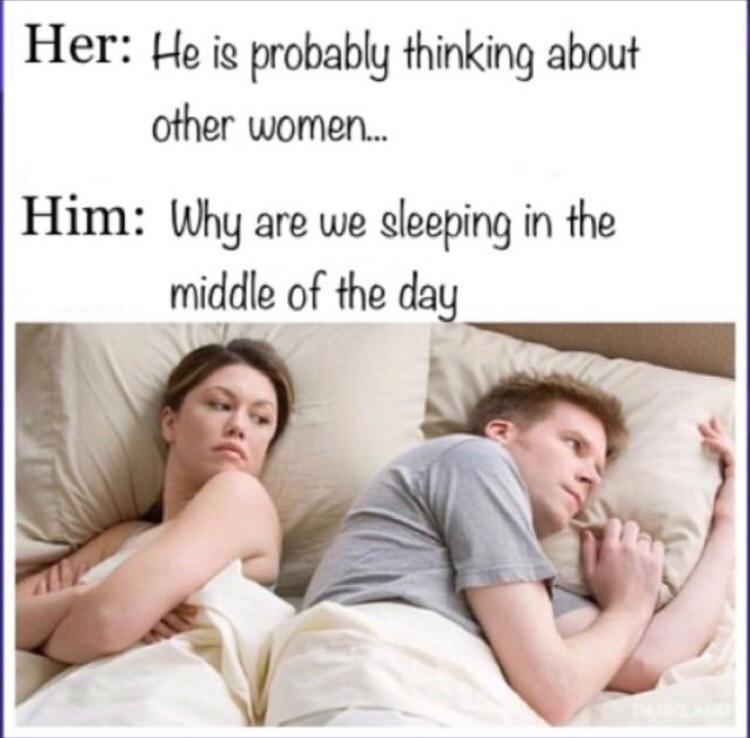 Her: He is probably thinking about
other women...
Him: Why are we sleeping in the
middle of the day